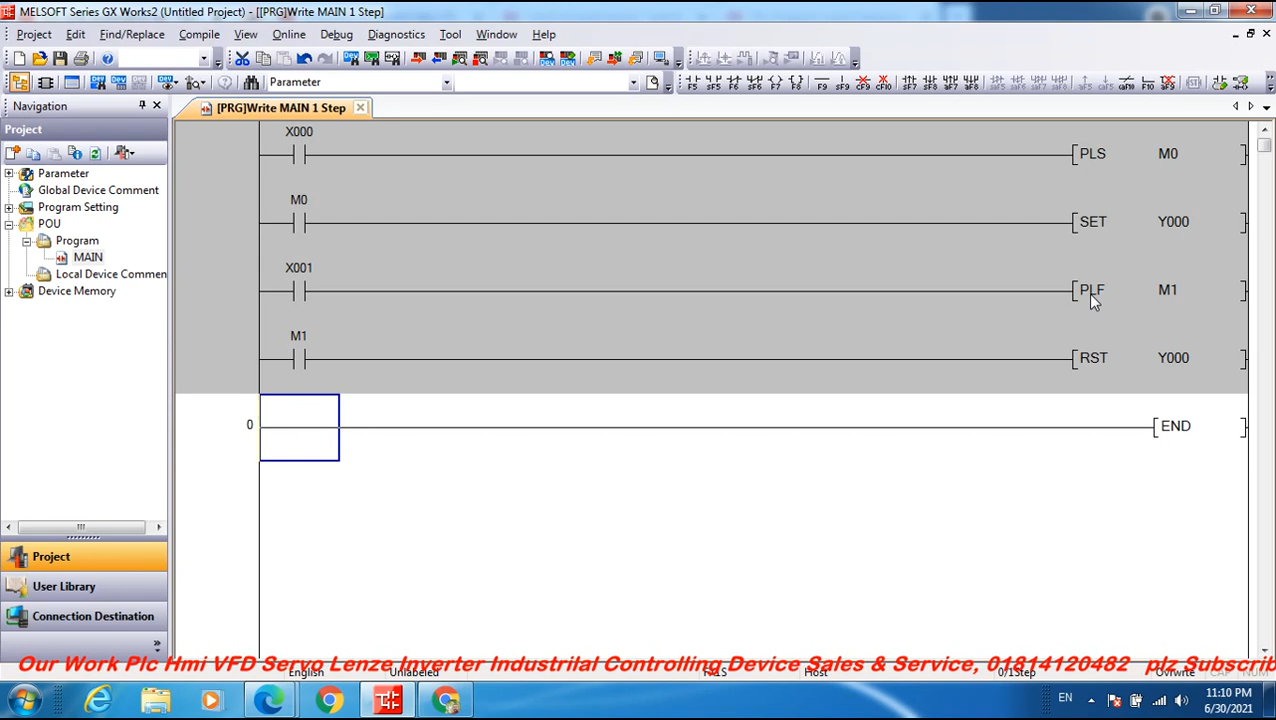 MELSOFT Series GX Works2 (Untitled Project) - [[PRG]Write MAIN 1 Step]
Project Edit Find/Replace Compile View Online Debug Diagnostics Tool Window Help
Parameter
Navigation
[PRG]Write MAIN 1 Step
Project
Parameter
Global Device Comment
Program Setting
POU
Program
MAIN
Local Device Commen
Device Memory
Project
User Library
Connection Destination
X000
PLS M0
M0
SET Y000
X001
PLF M1
M1
RST Y000
0
END
Our Work Plc Hmi VFD Servo Lenze Inverter Industrilal Controlling Device Sales & Service, 01814120482 plz Subscrib
English Unlabeled Host 0/1Step Ovrwrte CAP NUM
EN
11:10 PM
6/30/2021